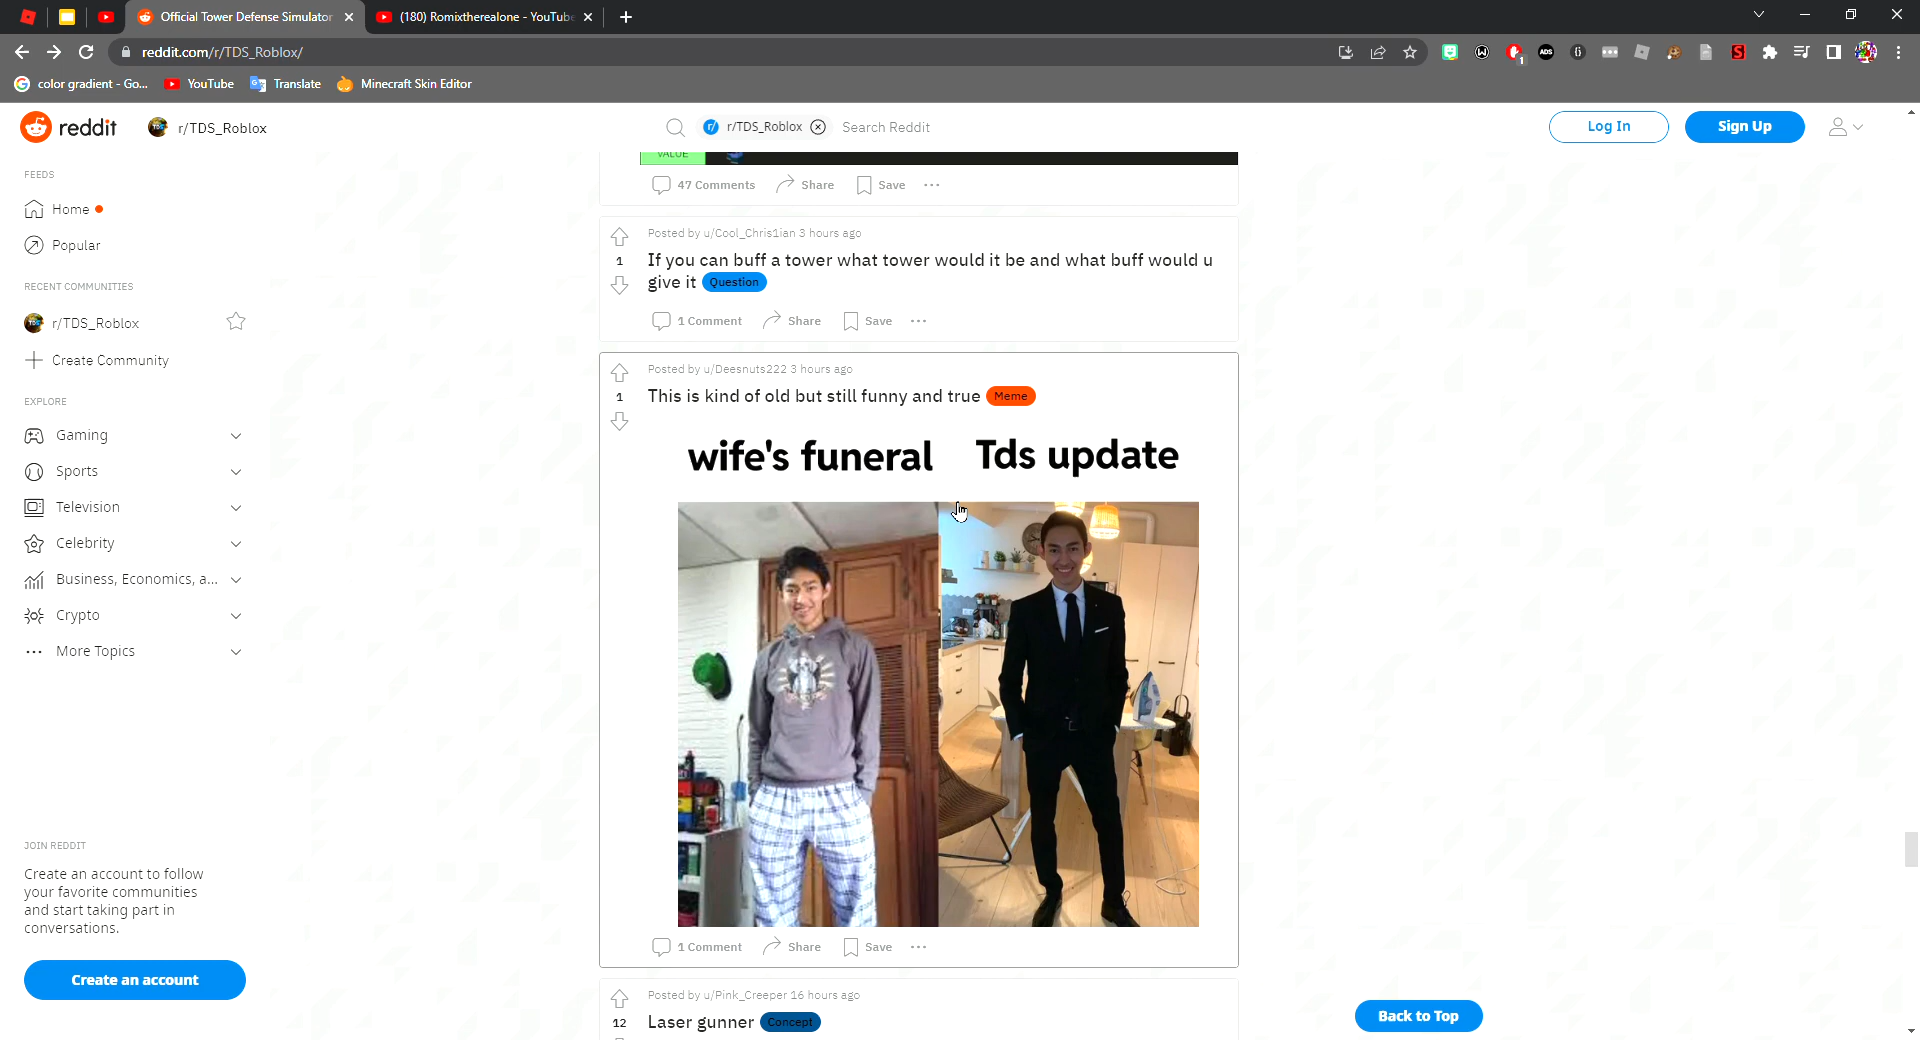 Official Tower Defense Simulator
(180) Romixtherealone - YouTube
reddit.com/r/TDS_Roblox/
ADS
1
color gradient - Go...
YouTube
Translate
Minecraft Skin Editor
reddit
r/TDS_Roblox
r/TDS_Roblox
Search Reddit
Log In
Sign Up
FEEDS
Home
Popular
RECENT COMMUNITIES
r/TDS_Roblox
Create Community
EXPLORE
Gaming
Sports
Television
Celebrity
Business, Economics, a...
Crypto
More Topics
JOIN REDDIT
Create an account to follow
your favorite communities
and start taking part in
conversations.
Create an account
VALUE
47 Comments
Share
Save
Posted by u/Cool_Chris1ian 3 hours ago
1
If you can buff a tower what tower would it be and what buff would u
give it
Question
1 Comment
Share
Save
Posted by u/Deesnuts222 3 hours ago
1
This is kind of old but still funny and true
Meme
wife's funeral
Tds update
1 Comment
Share
Save
Posted by u/Pink_Creeper 16 hours ago
12
Laser gunner
Concept
Back to Top